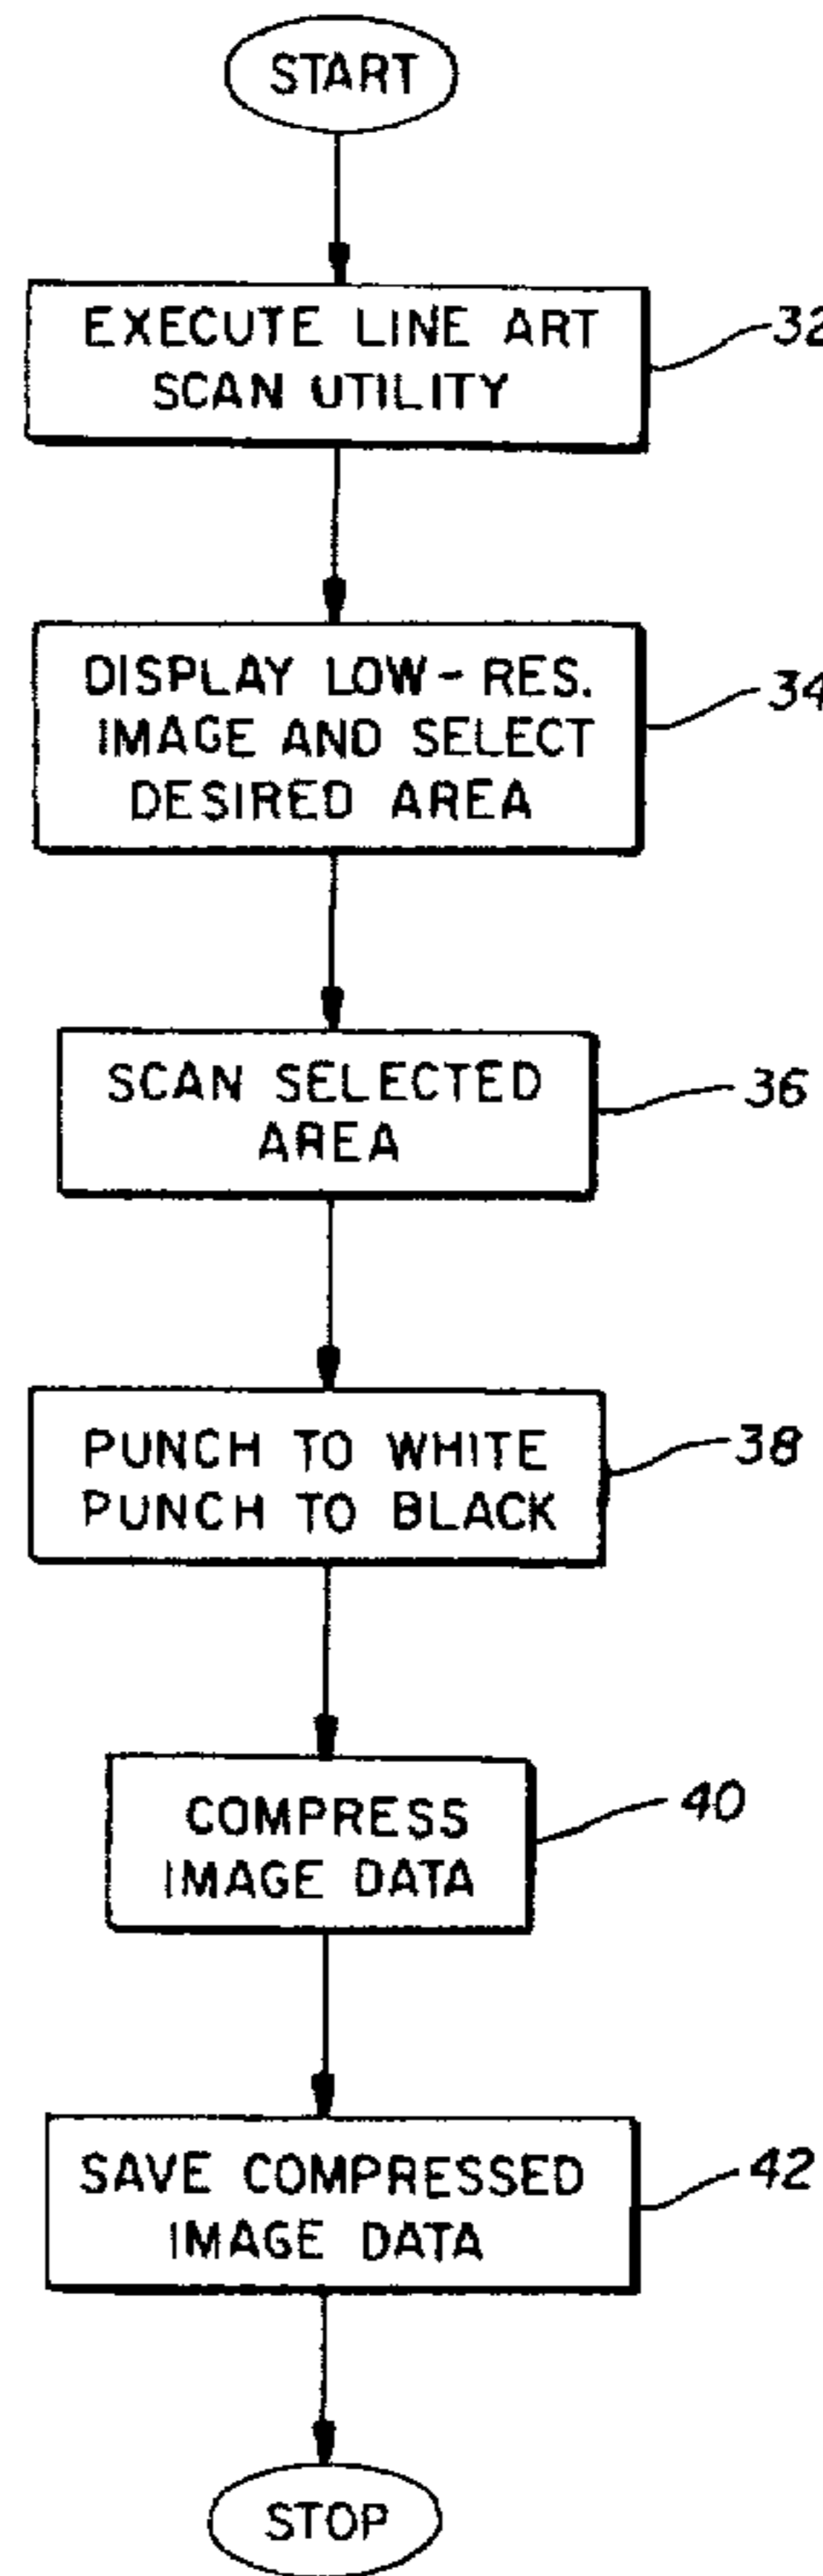 START
EXECUTE LINE ART
SCAN UTILITY
32
DISPLAY LOW-RES.
IMAGE AND SELECT
DESIRED AREA
34
SCAN SELECTED
AREA
36
PUNCH TO WHITE
PUNCH TO BLACK
38
COMPRESS
IMAGE DATA
40
SAVE COMPRESSED
IMAGE DATA
42
STOP